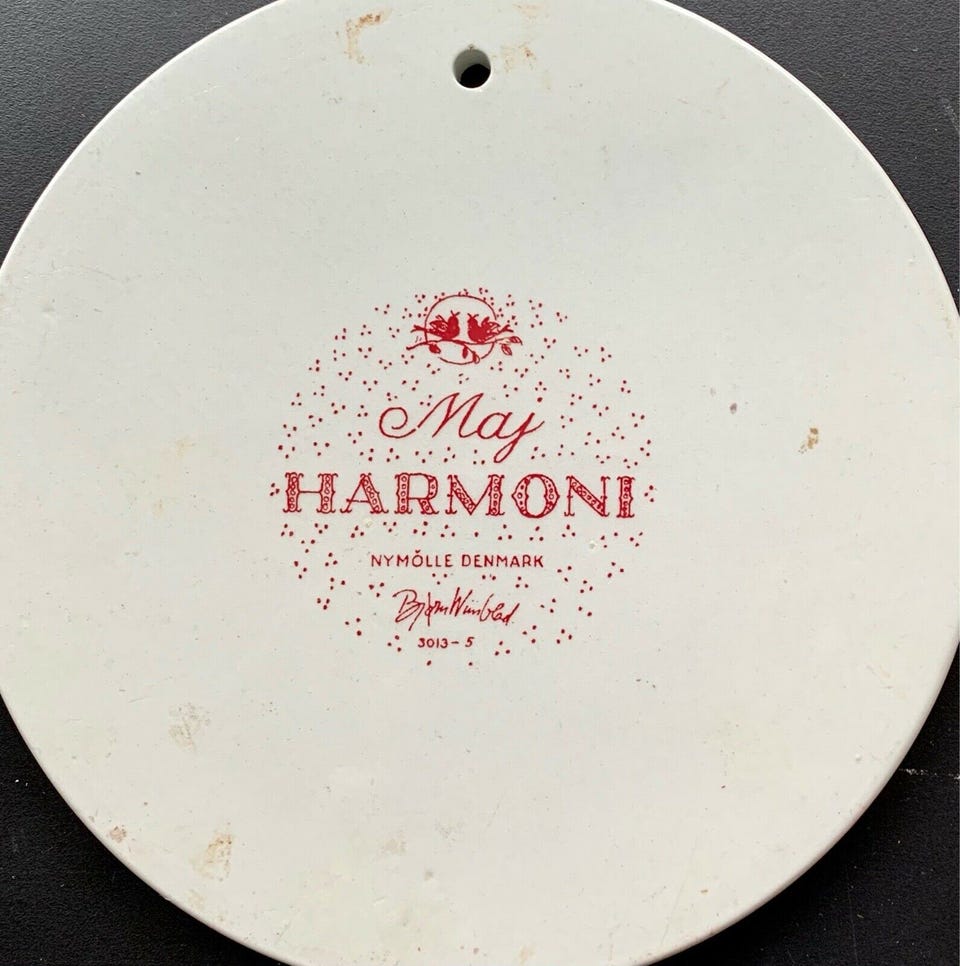 Maj
HARMONI
NYMÖLLE DENMARK
Bjørn Wiinblad
3013-5